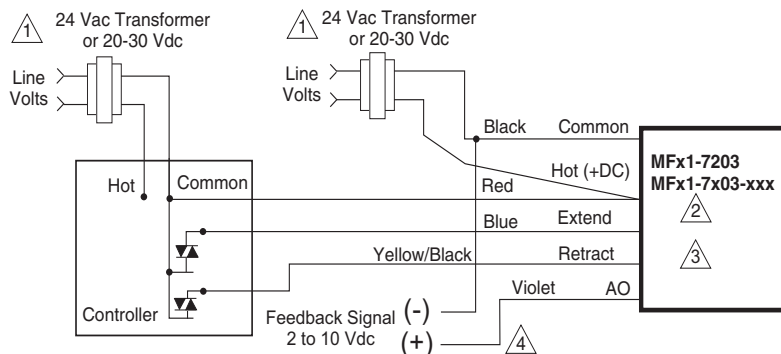 1
24 Vac Transformer
or 20-30 Vdc
Line
Volts
1
24 Vac Transformer
or 20-30 Vdc
Line
Volts
Black
Common
Hot (+DC)
MFx1-7203
MFx1-7x03-xxx
2
3
Hot
Common
Red
Blue
Extend
Yellow/Black
Retract
Violet
AO
Controller
Feedback Signal
2 to 10 Vdc
(-)
(+)
4